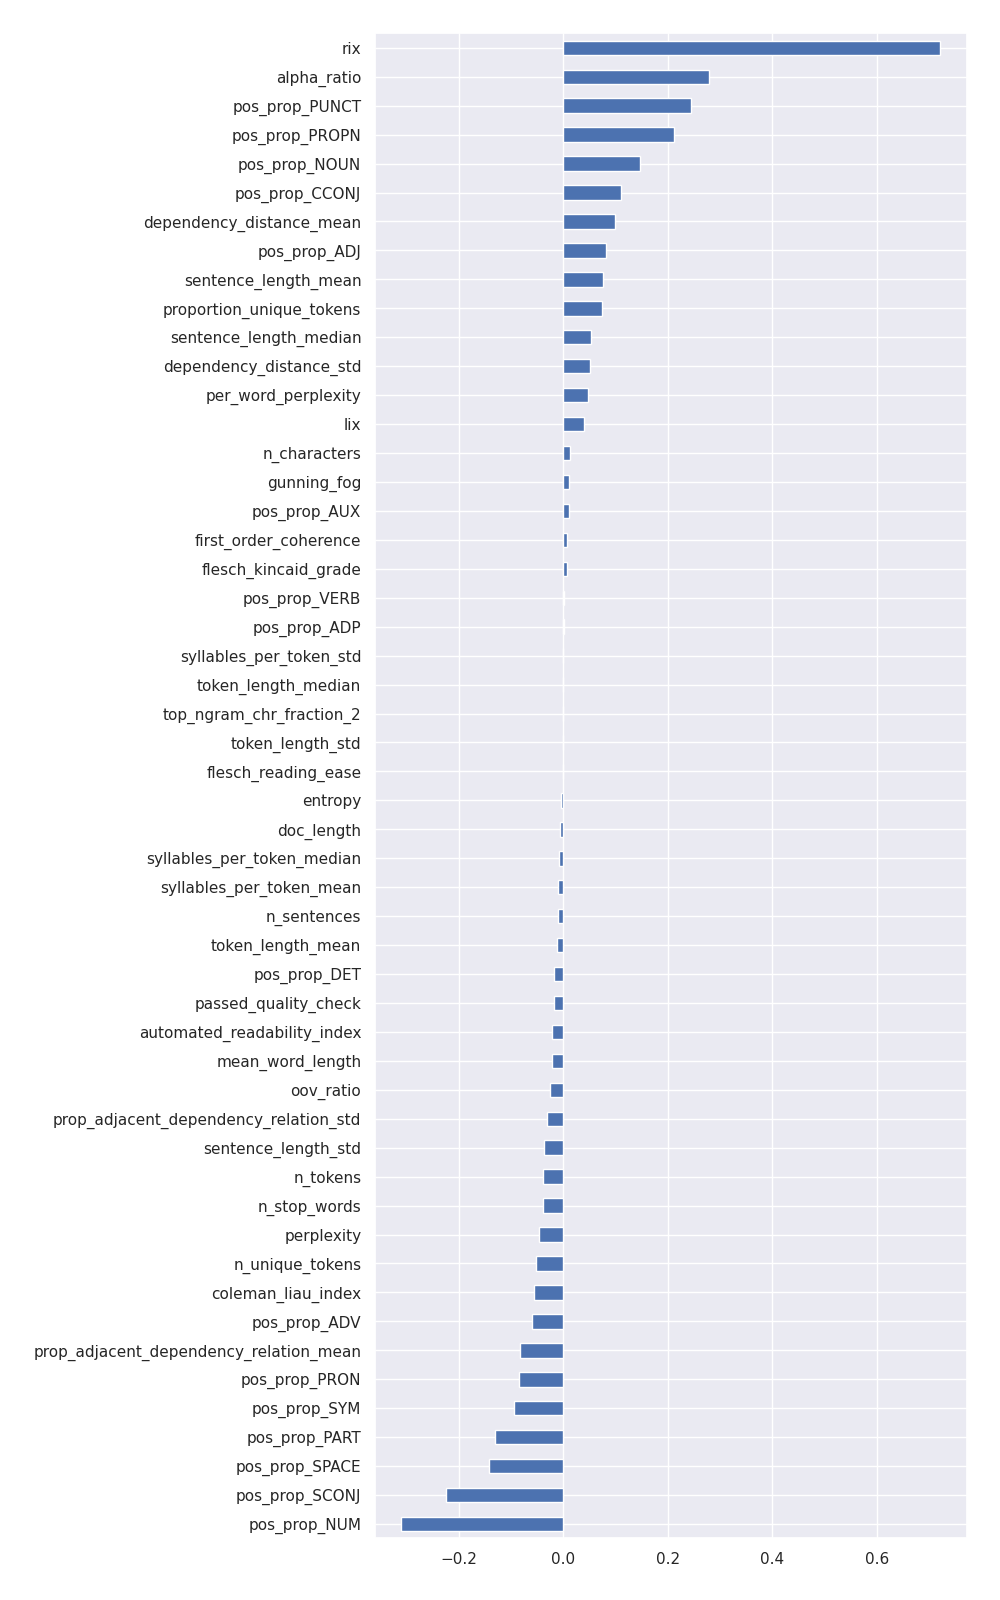 rix
alpha_ratio
pos_prop_PUNCT
pos_prop_PROPN
pos_prop_NOUN
pos_prop_CCONJ
dependency_distance_mean
pos_prop_ADJ
sentence_length_mean
proportion_unique_tokens
sentence_length_median
dependency_distance_std
per_word_perplexity
lix
n_characters
gunning_fog
pos_prop_AUX
first_order_coherence
flesch_kincaid_grade
pos_prop_VERB
pos_prop_ADP
syllables_per_token_std
token_length_median
top_ngram_chr_fraction_2
token_length_std
flesch_reading_ease
entropy
doc_length
syllables_per_token_median
syllables_per_token_mean
n_sentences
token_length_mean
pos_prop_DET
passed_quality_check
automated_readability_index
mean_word_length
oov_ratio
prop_adjacent_dependency_relation_std
sentence_length_std
n_tokens
n_stop_words
perplexity
n_unique_tokens
coleman_liau_index
pos_prop_ADV
prop_adjacent_dependency_relation_mean
pos_prop_PRON
pos_prop_SYM
pos_prop_PART
pos_prop_SPACE
pos_prop_SCONJ
pos_prop_NUM
−0.2 0.0 0.2 0.4 0.6